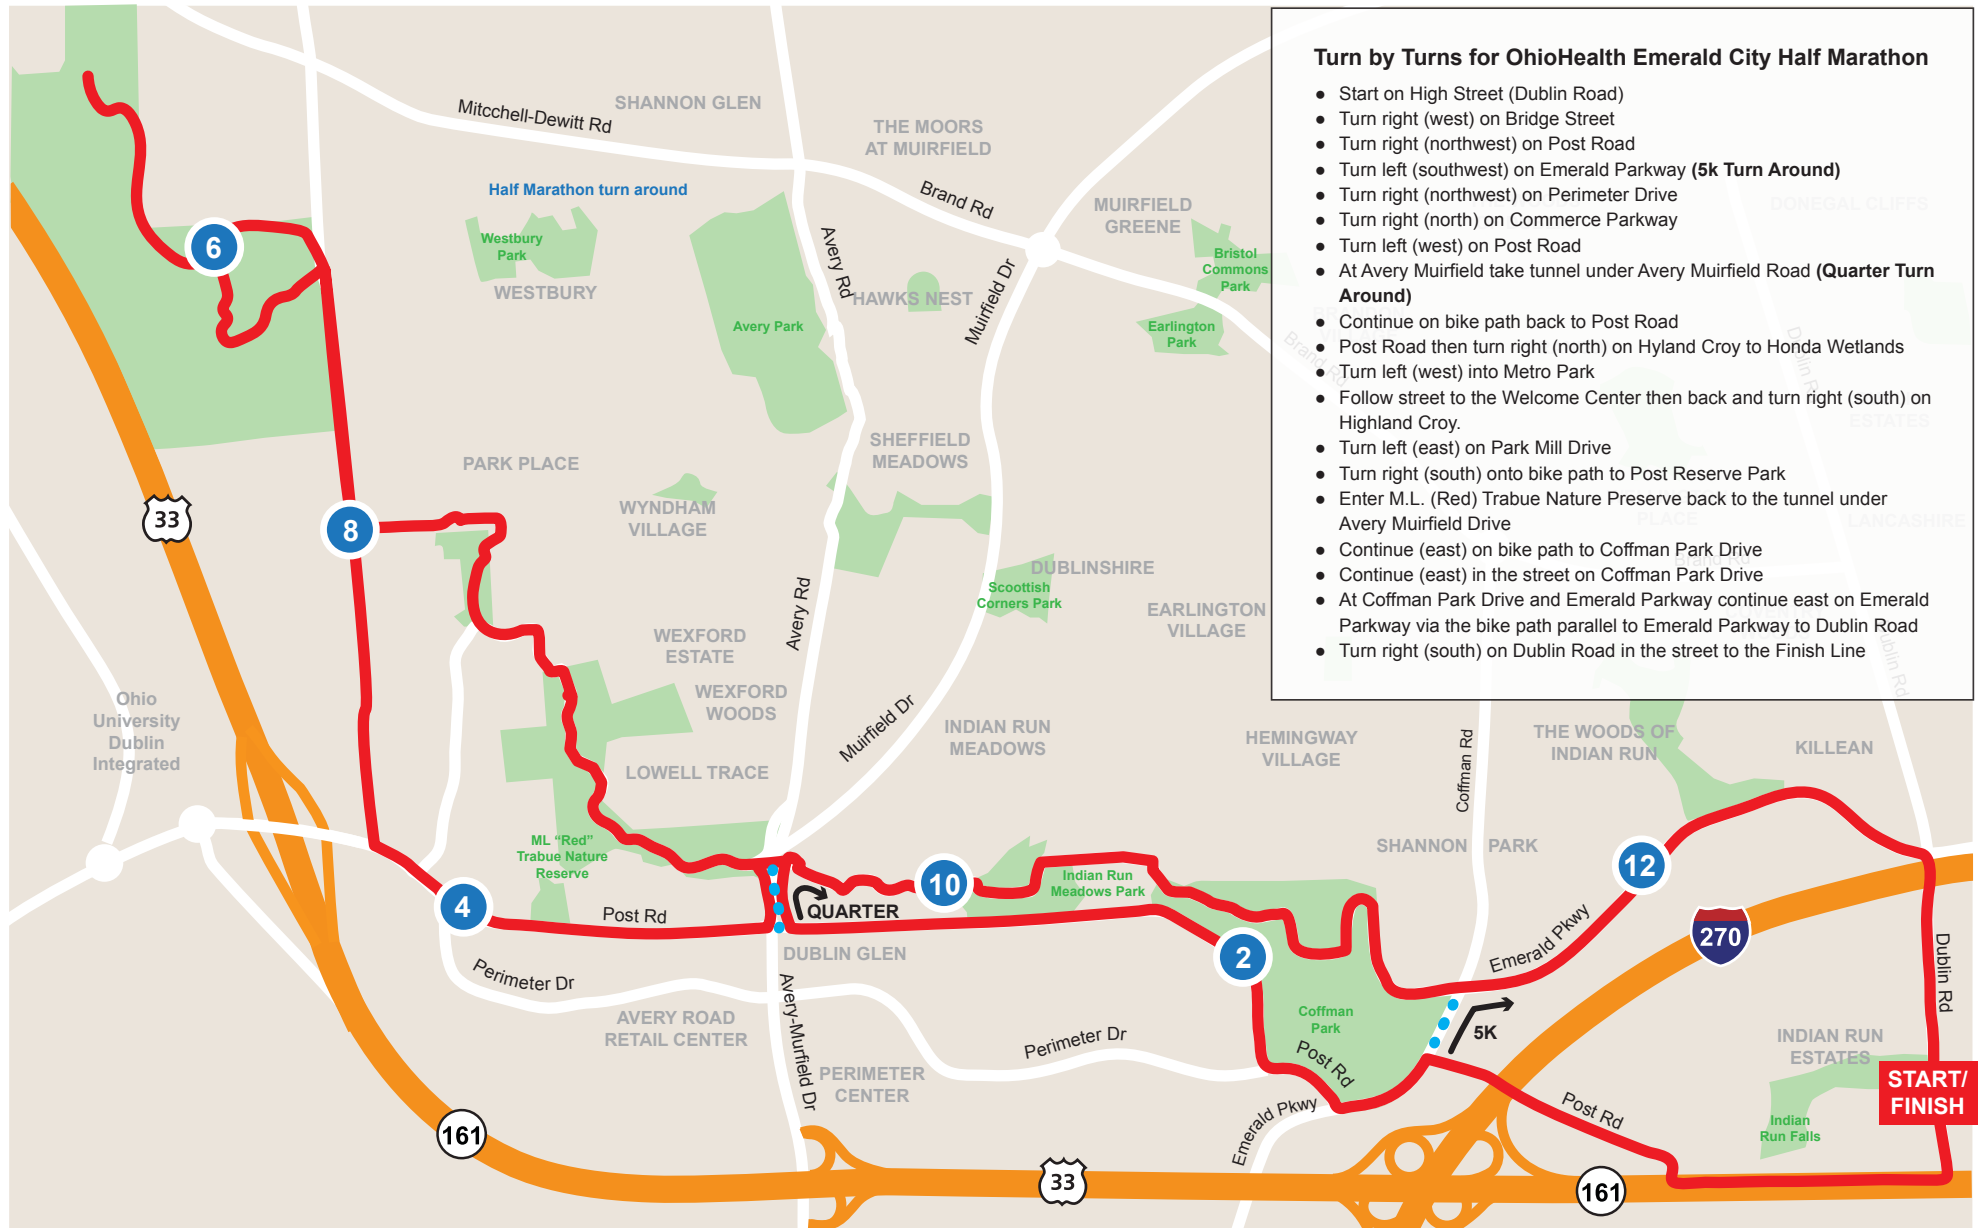 Turn by Turns for OhioHealth Emerald City Half Marathon
● Start on High Street (Dublin Road)
● Turn right (west) on Bridge Street
● Turn right (northwest) on Post Road
● Turn left (southwest) on Emerald Parkway (5k Turn Around)
● Turn right (northwest) on Perimeter Drive
● Turn right (north) on Commerce Parkway
● Turn left (west) on Post Road
● At Avery Muirfield take tunnel under Avery Muirfield Road (Quarter Turn
Around)
● Continue on bike path back to Post Road
● Post Road then turn right (north) on Hyland Croy to Honda Wetlands
● Turn left (west) into Metro Park
● Follow street to the Welcome Center then back and turn right (south) on
Highland Croy.
● Turn left (east) on Park Mill Drive
● Turn right (south) onto bike path to Post Reserve Park
● Enter M.L. (Red) Trabue Nature Preserve back to the tunnel under
Avery Muirfield Drive
● Continue (east) on bike path to Coffman Park Drive
● Continue (east) in the street on Coffman Park Drive
● At Coffman Park Drive and Emerald Parkway continue east on Emerald
Parkway via the bike path parallel to Emerald Parkway to Dublin Road
● Turn right (south) on Dublin Road in the street to the Finish Line
SHANNON GLEN
Mitcchell-Dewitt Rd
THE MOORS
AT MUIRFIELD
Half Marathon turn around
Brand Rd
MUIRFIELD
GREENE
DONEGAL CLIFFS
6
Westbury
Park
WESTBURY
Avery Rd
HAWKS NEST
Muirfield Dr
Bristol
Commons
Park
Avery Park
Earlington
Park
Brand Rd
Dublin R
ESTATES
SHEFFIELD
MEADOWS
PARK PLACE
WYNDHAM
VILLAGE
33
8
PLACE
LANCASHIRE
Brand Rd
DUBLINSHIRE
Scoottish
Corners Park
Avery Rd
EARLINGTON
VILLAGE
WEXFORD
ESTATE
Dublin Rd
WEXFORD
WOODS
Ohio
University
Dublin
Integrated
Muirfield Dr
INDIAN RUN
MEADOWS
HEMINGWAY
VILLAGE
Coffman Rd
THE WOODS OF
INDIAN RUN
KILLEAN
LOWELL TRACE
ML “Red”
Trabue Nature
Reserve
SHANNON PARK
12
10
Indian Run
Meadows Park
4
Post Rd
QUARTER
DUBLIN GLEN
2
Emerald Pkwy
270
Dublin Rd
Perimeter Dr
Avery-Murfield Dr
AVERY ROAD
RETAIL CENTER
Coffman
Park
5K
Perimeter Dr
Post Rd
INDIAN RUN
ESTATES
PERIMETER
CENTER
START/
FINISH
Emerald Pkwy
Post Rd
Indian
Run Falls
161
33
161